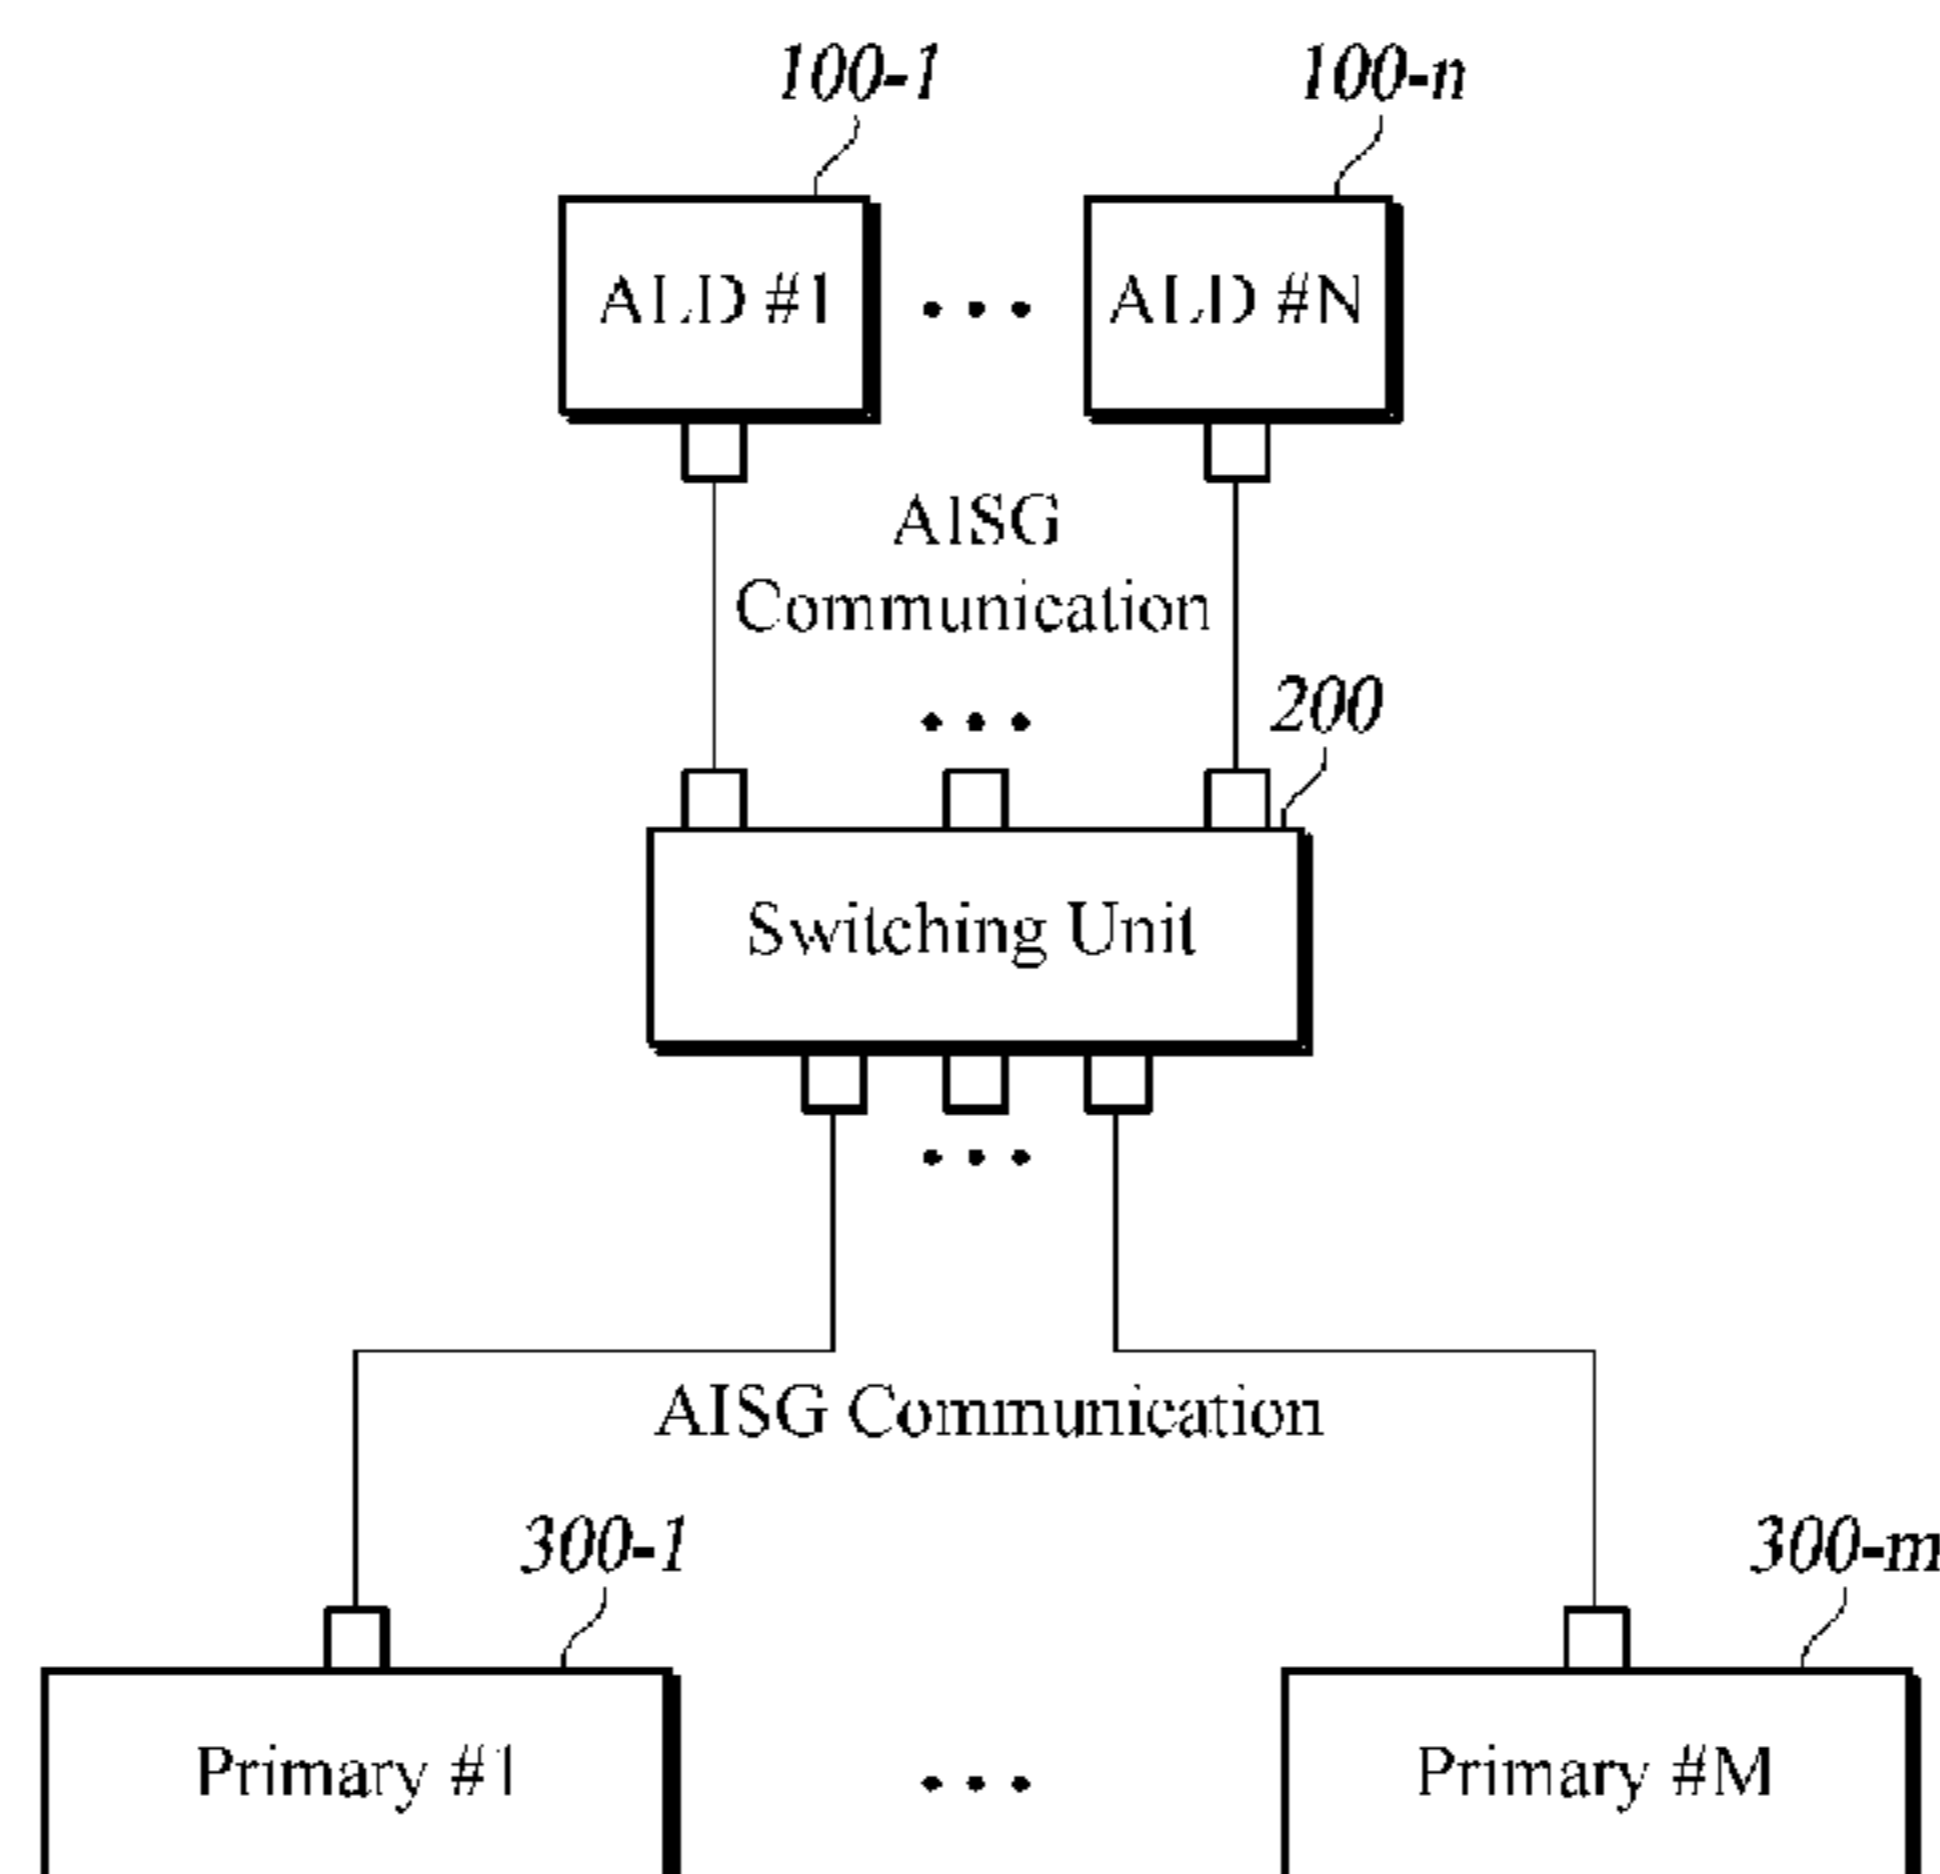 100-1
100-n
ALD #1
ALD #N
AISG
Communication
200
Switching Unit
AISG Communication
300-1
300-m
Primary #1
Primary #M